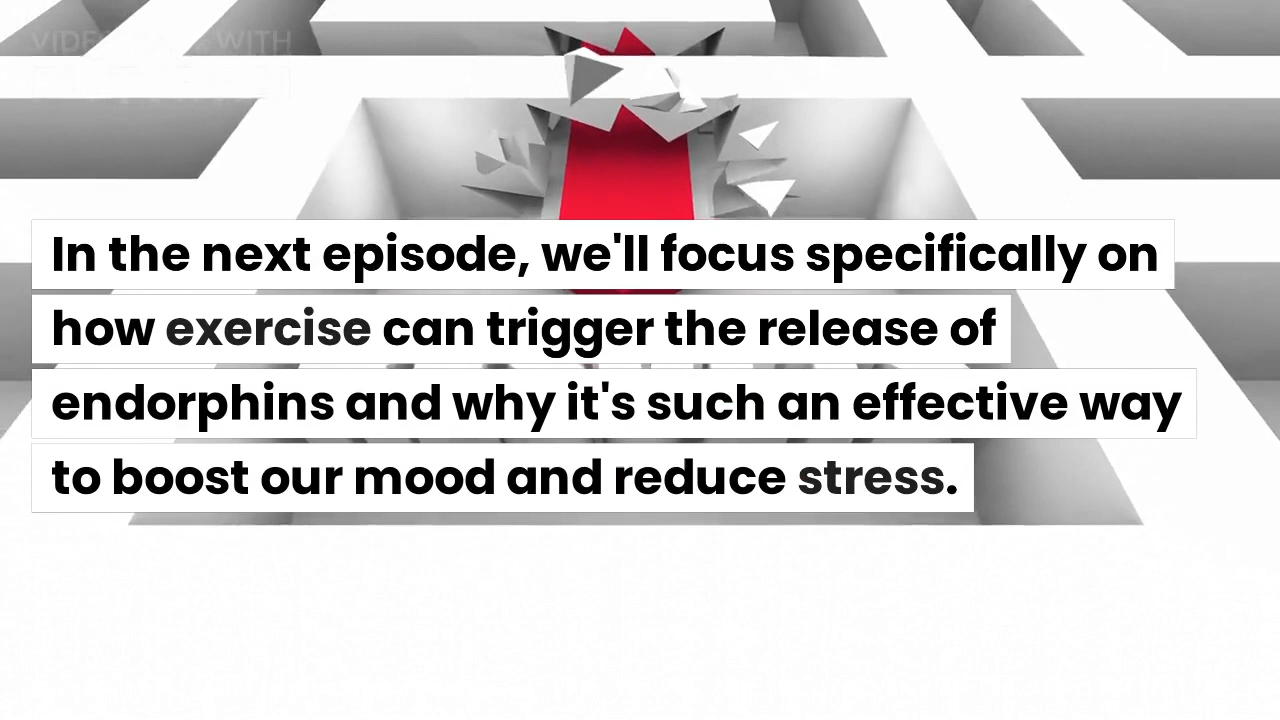 WITH
In the next episode, we'll focus specifically on
how exercise can trigger the release of
endorphins and why it's such an effective way
to boost our mood and reduce stress.